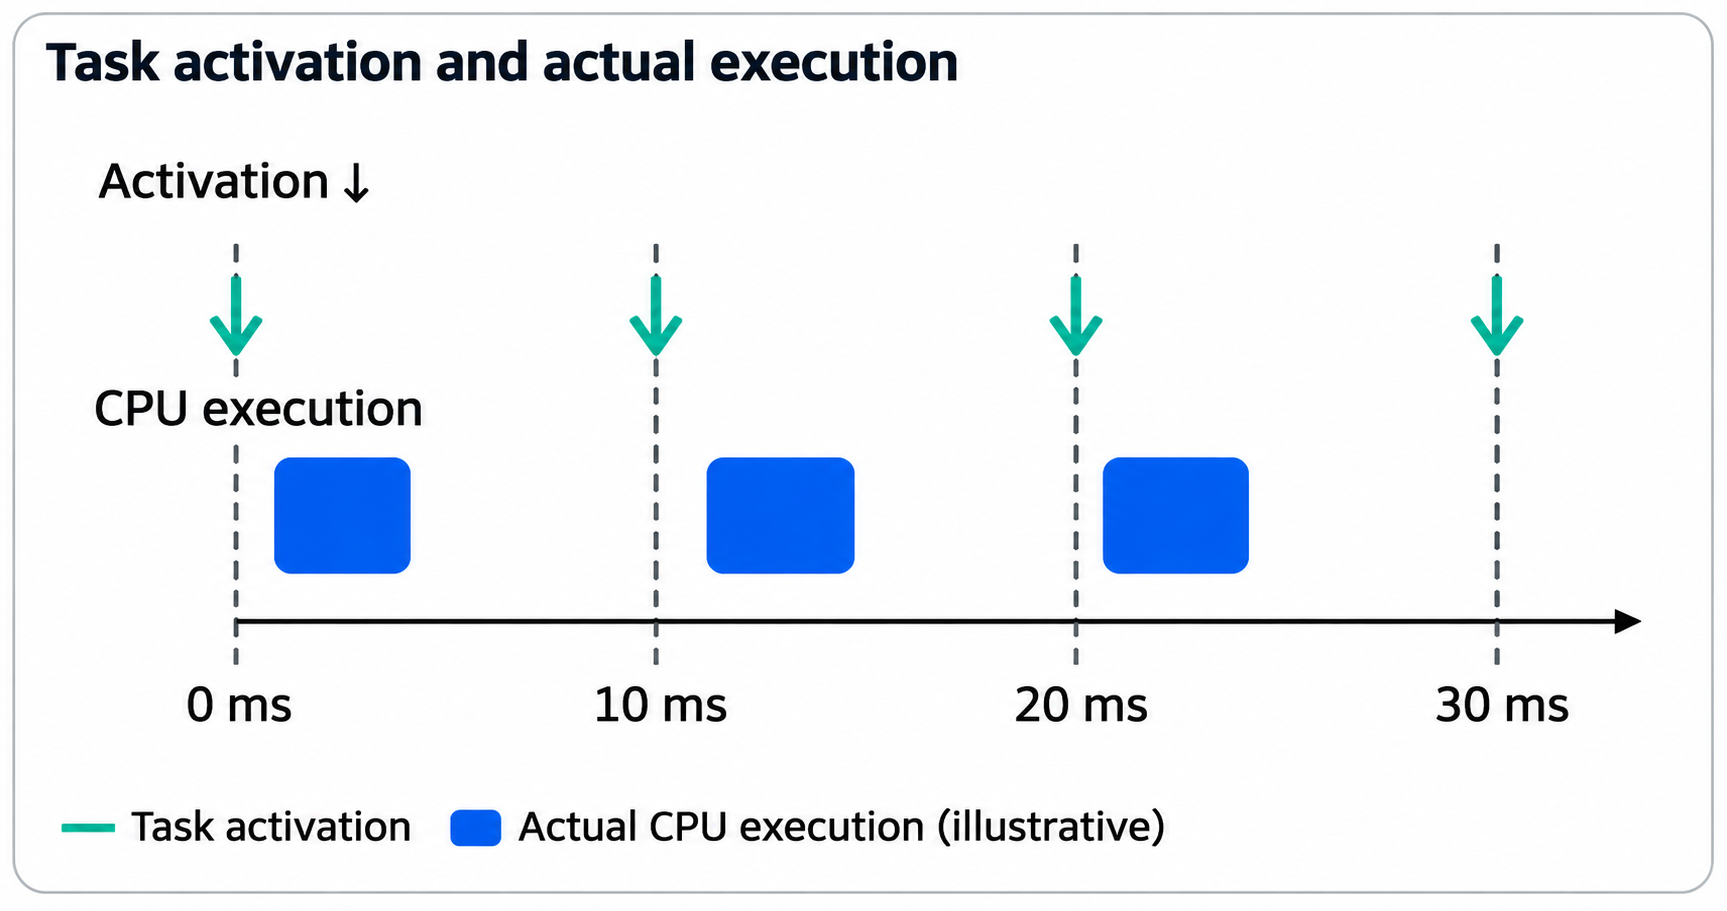 Task activation and actual execution
Activation ↓
CPU execution
0 ms 10 ms 20 ms 30 ms
Task activation Actual CPU execution (illustrative)